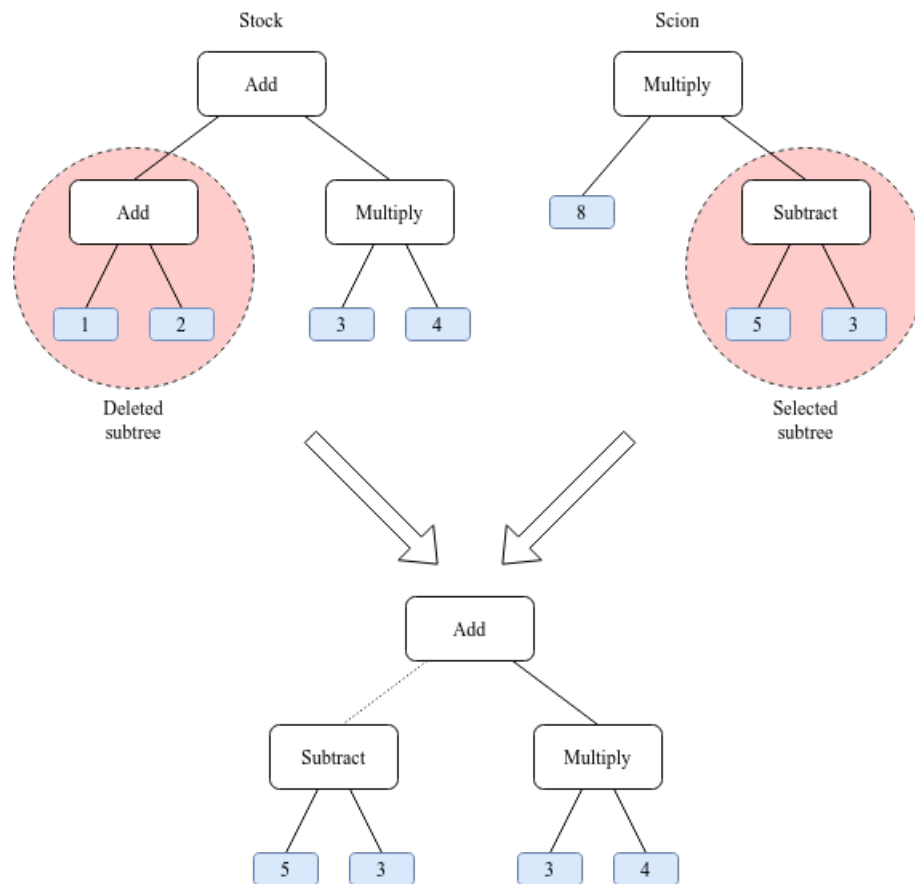 Stock
Scion
Add
Multiply
Add
Multiply
8
Subtract
1
2
3
4
5
3
Deleted
subtree
Selected
subtree
Add
Subtract
Multiply
5
3
3
4